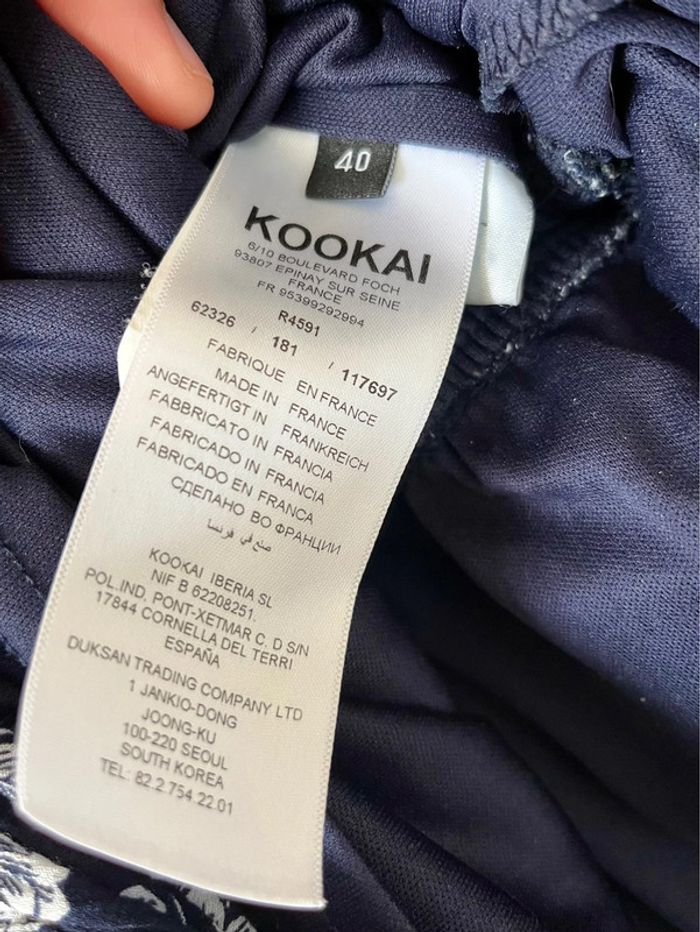 40
KOOKAI
6/10 BOULEVARD FOCH
93807 EPINAY SUR SEINE
FRANCE
FR 95399292994
R4591
62326 / 181 / 117697
FABRIQUE EN FRANCE
MADE IN FRANCE
ANGEFERTIGT IN FRANKREICH
FABBRICATO IN FRANCIA
FABRICADO IN FRANCIA
FABRICADO EN FRANCA
СДЕЛАНО ВО ФРАНЦИИ
صنع في فرنسا
KOOKAI IBERIA SL
NIF B 62208251.
POL.IND. PONT-XETMAR C, D S/N
17844 CORNELLA DEL TERRI
ESPAÑA
DUKSAN TRADING COMPANY LTD
1 JANKIO-DONG
JOONG-KU
100-220 SEOUL
SOUTH KOREA
TEL: 82.2.754.22.01